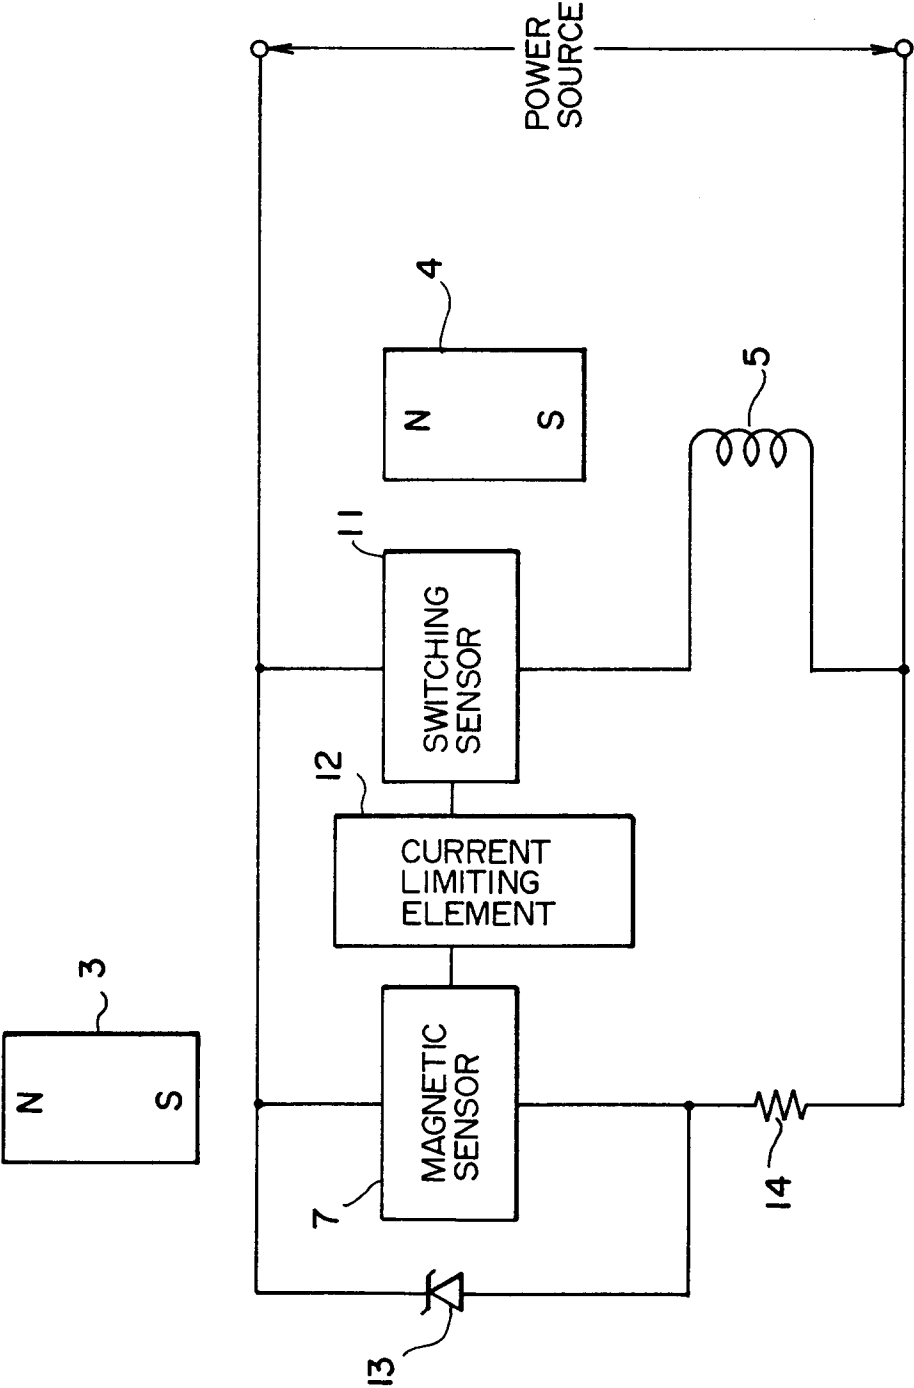 POWER
SOURCE
4
N
S
5
11
SWITCHING
SENSOR
12
CURRENT
LIMITING
ELEMENT
3
N
S
MAGNETIC
SENSOR
7
14
13